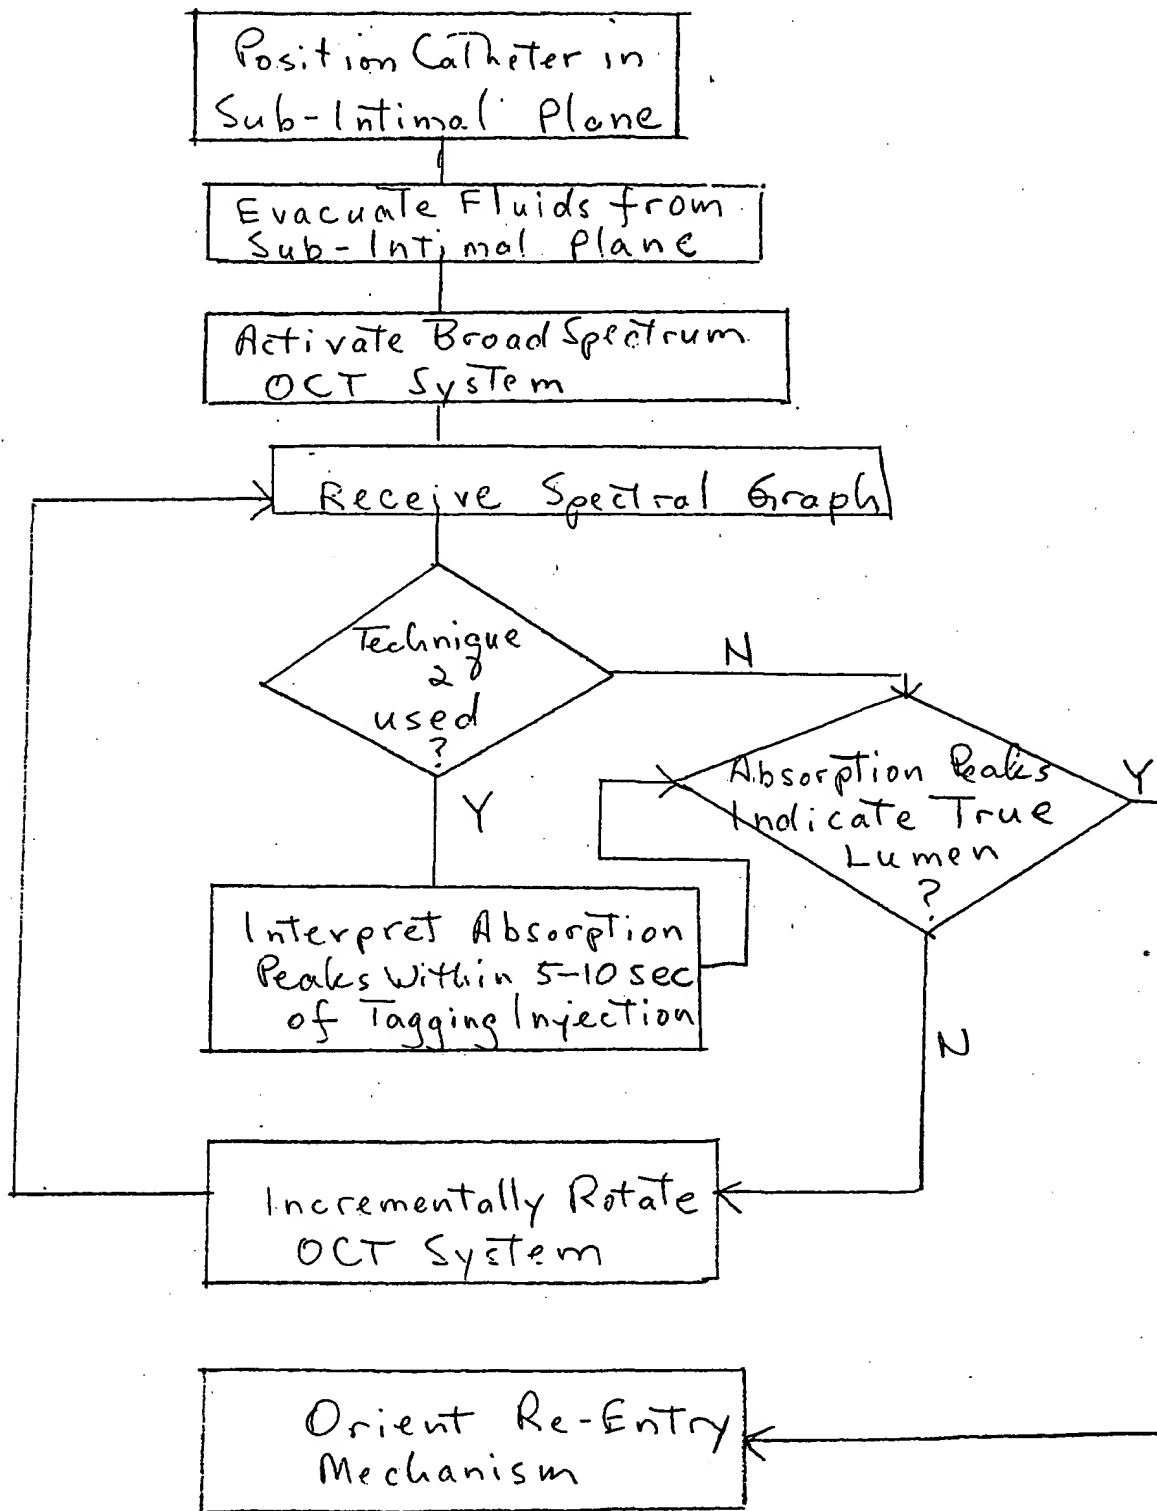 Position Catheter in
Sub-Intimal Plane
Evacuate Fluids from
Sub-Intimal Plane
Activate Broad Spectrum
OCT System
Receive Spectral Graph
Technique
2
used
?
N
Y
Absorption Peaks
Indicate True
Lumen
?
Y
N
Interpret Absorption
Peaks Within 5-10 sec
of Tagging Injection
Incrementally Rotate
OCT System
Orient Re-Entry
Mechanism